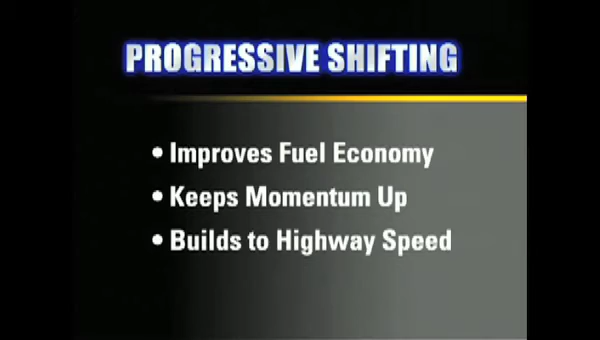 PROGRESSIVE SHIFTING
• Improves Fuel Economy
• Keeps Momentum Up
• Builds to Highway Speed